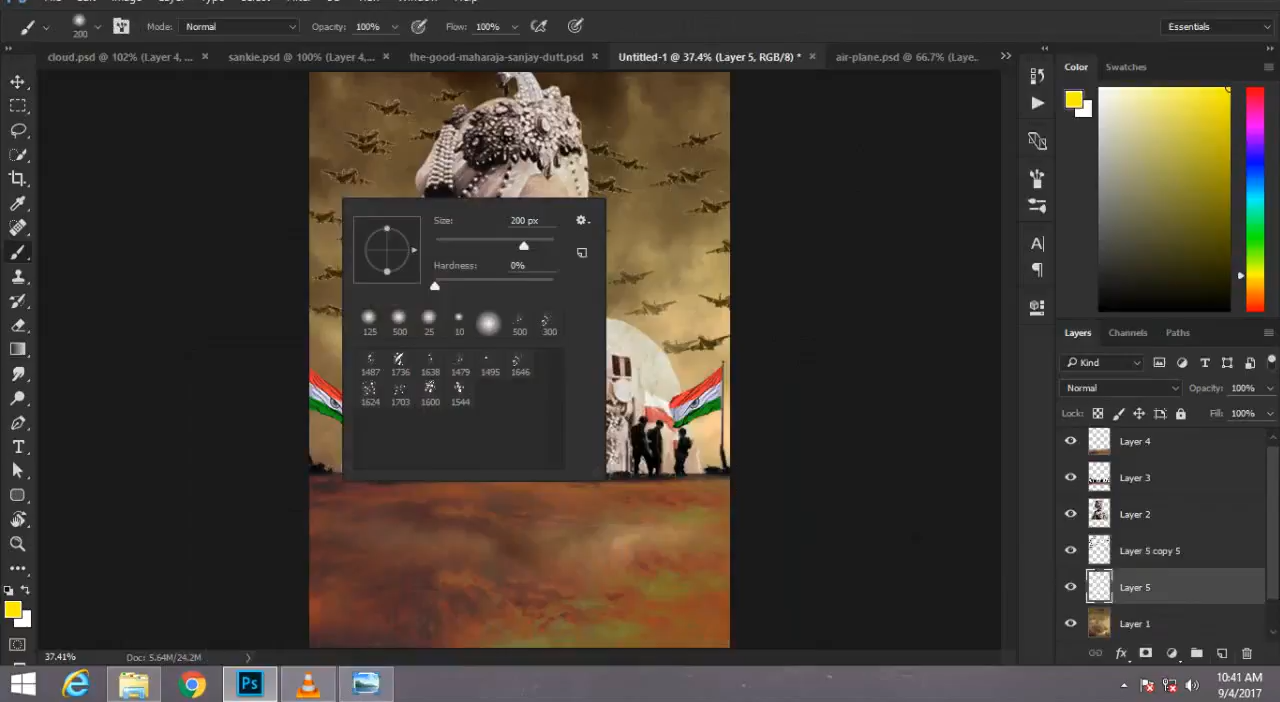 200
Mode: Normal
Opacity: 100%
Flow: 100%
Essentials
cloud.psd @ 102% (Layer 4, ... ×
sankie.psd @ 100% (Layer 4,... ×
the-good-maharaja-sanjay-dutt.psd ×
Untitled-1 @ 37.4% (Layer 5, RGB/8) * ×
air-plane.psd @ 66.7% (Laye..
Color
Swatches
Size: 200 px
Hardness: 0%
125 500 25 10 500 300
1487 1736 1638 1479 1495 1646
1624 1703 1600 1544
Layers
Channels
Paths
Kind
Normal
Opacity: 100%
Lock:
Fill: 100%
Layer 4
Layer 3
Layer 2
Layer 5 copy 5
Layer 5
Layer 1
fx
37.41%
Doc: 5.64M/24.2M
Ps
10:41 AM
9/4/2017